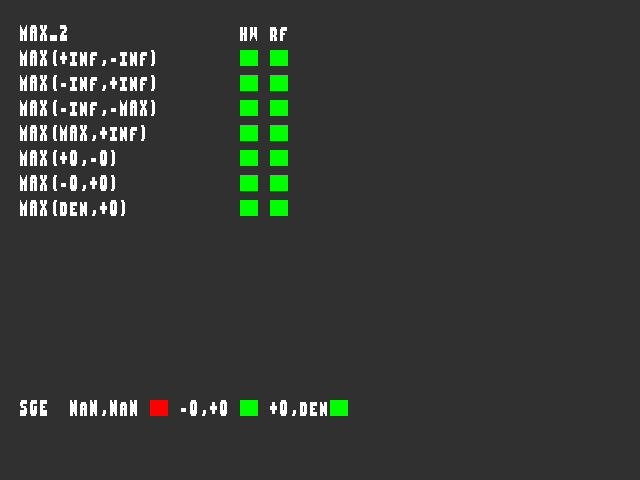 MAX_2 HW RF
MAX(+INF,-INF)
MAX(-INF,+INF)
MAX(-INF,-MAX)
MAX(MAX,+INF)
MAX(+0,-0)
MAX(-0,+0)
MAX(DEN,+0)
SGE NAN,NAN -0,+0 +0,DEN